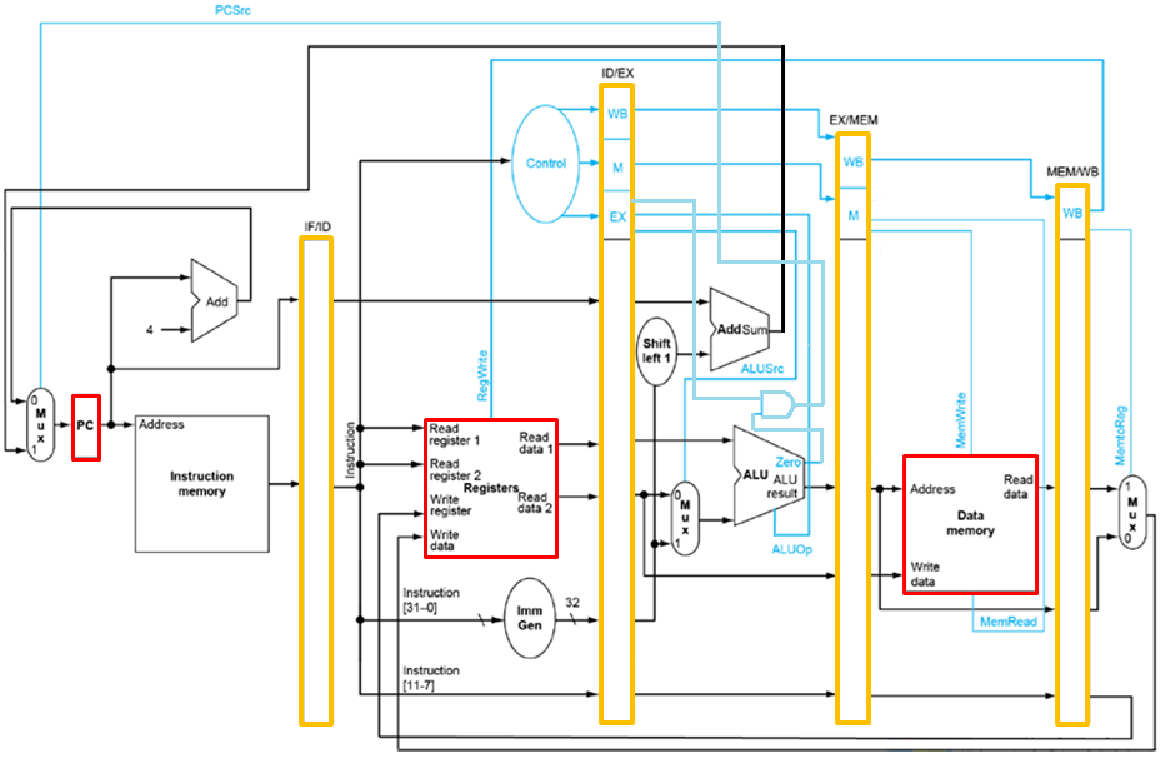 PCSrc
ID/EX
WB
Control
M
EX
EX/MEM
WB
M
MEM/WB
WB
IF/ID
Add
4
Add Sum
Shift
left 1
ALUSrc
RegWrite
MemWrite
MemtoReg
0
M
u
x
1
PC
Address
Instruction
memory
Instruction
Read
register 1
Read
register 2
Write
register
Write
data
Registers
Read
data 1
Read
data 2
0
M
u
x
1
Zero
ALU
ALU
result
ALUOp
Address
Read
data
Data
memory
Write
data
MemRead
1
M
u
x
0
Instruction
[31–0]
Imm
Gen
32
Instruction
[11-7]